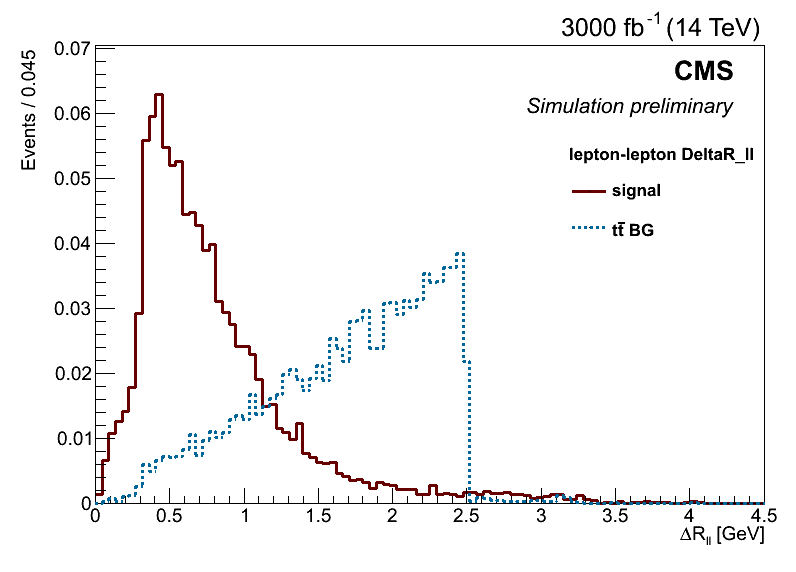 3000 fb⁻¹ (14 TeV)
CMS
Simulation preliminary
lepton-lepton DeltaR_ll
signal
tt̄ BG
Events / 0.045
0.07
0.06
0.05
0.04
0.03
0.02
0.01
0
0 0.5 1 1.5 2 2.5 3 3.5 4 4.5
ΔR_ll [GeV]